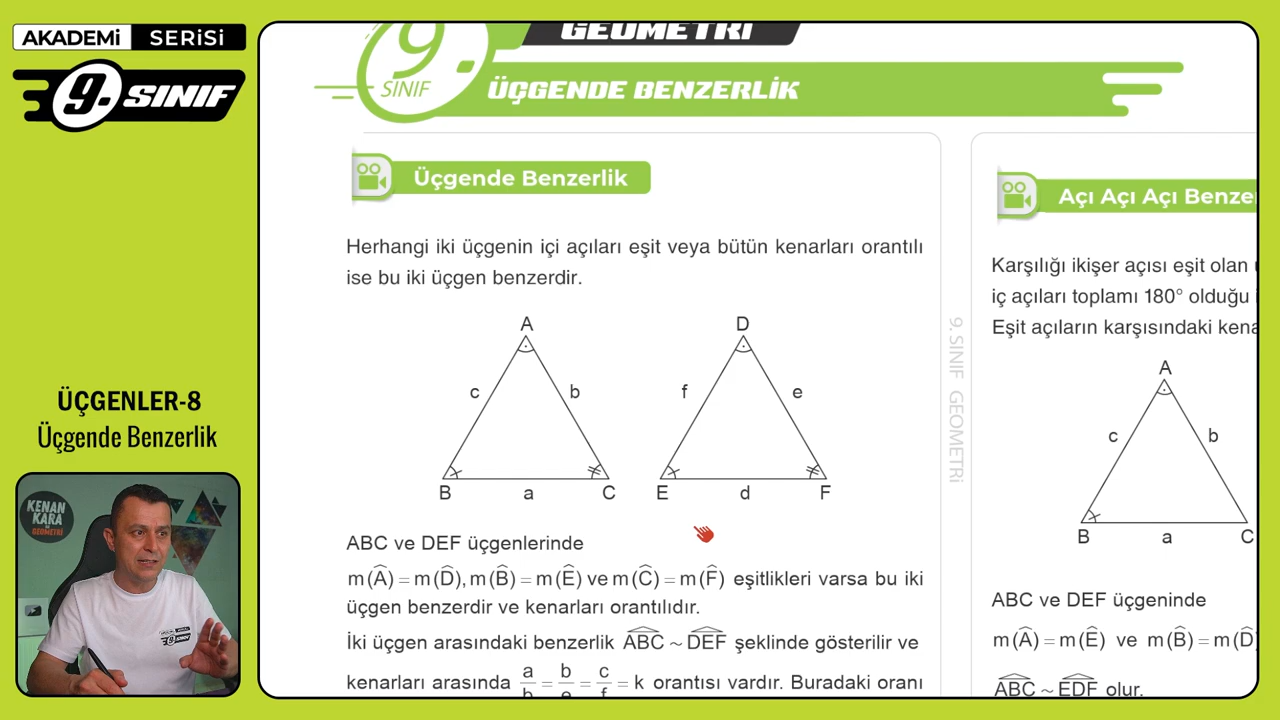 AKADEMİ SERİSİ
9. SINIF
ÜÇGENLER-8
Üçgende Benzerlik
KENAN
KARA
GEOMETRİ
9. SINIF
GEOMETRİ
9.
SINIF
ÜÇGENDE BENZERLİK
Üçgende Benzerlik
Herhangi iki üçgenin içi açıları eşit veya bütün kenarları orantılı
ise bu iki üçgen benzerdir.
A
D
c
b
f
e
B
a
C
E
d
F
ABC ve DEF üçgenlerinde
m(Â) = m(D̂), m(B̂) = m(Ê) ve m(Ĉ) = m(F̂) eşitlikleri varsa bu iki
üçgen benzerdir ve kenarları orantılıdır.
İki üçgen arasındaki benzerlik ABC ~ DEF şeklinde gösterilir ve
kenarları arasında a/b = b/e = c/f = k orantısı vardır. Buradaki oranı
9. SINIF GEOMETRİ
Açı Açı Açı Benze
Karşılığı ikişer açısı eşit olan
iç açıları toplamı 180° olduğu
Eşit açıların karşısındaki kena
A
c
b
B
a
C
ABC ve DEF üçgeninde
m(Â) = m(Ê) ve m(B̂) = m(D̂
ABC ~ EDF olur.